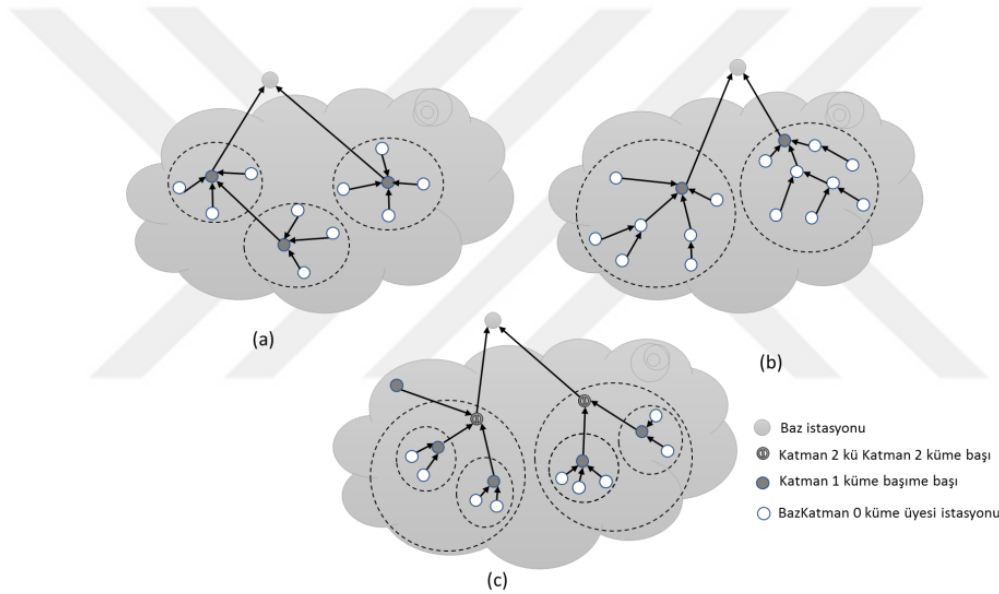 (a)
(b)
(c)
Baz istasyonu
Katman 2 kü Katman 2 küme başı
Katman 1 küme başıme başı
BazKatman 0 küme üyesi istasyonu